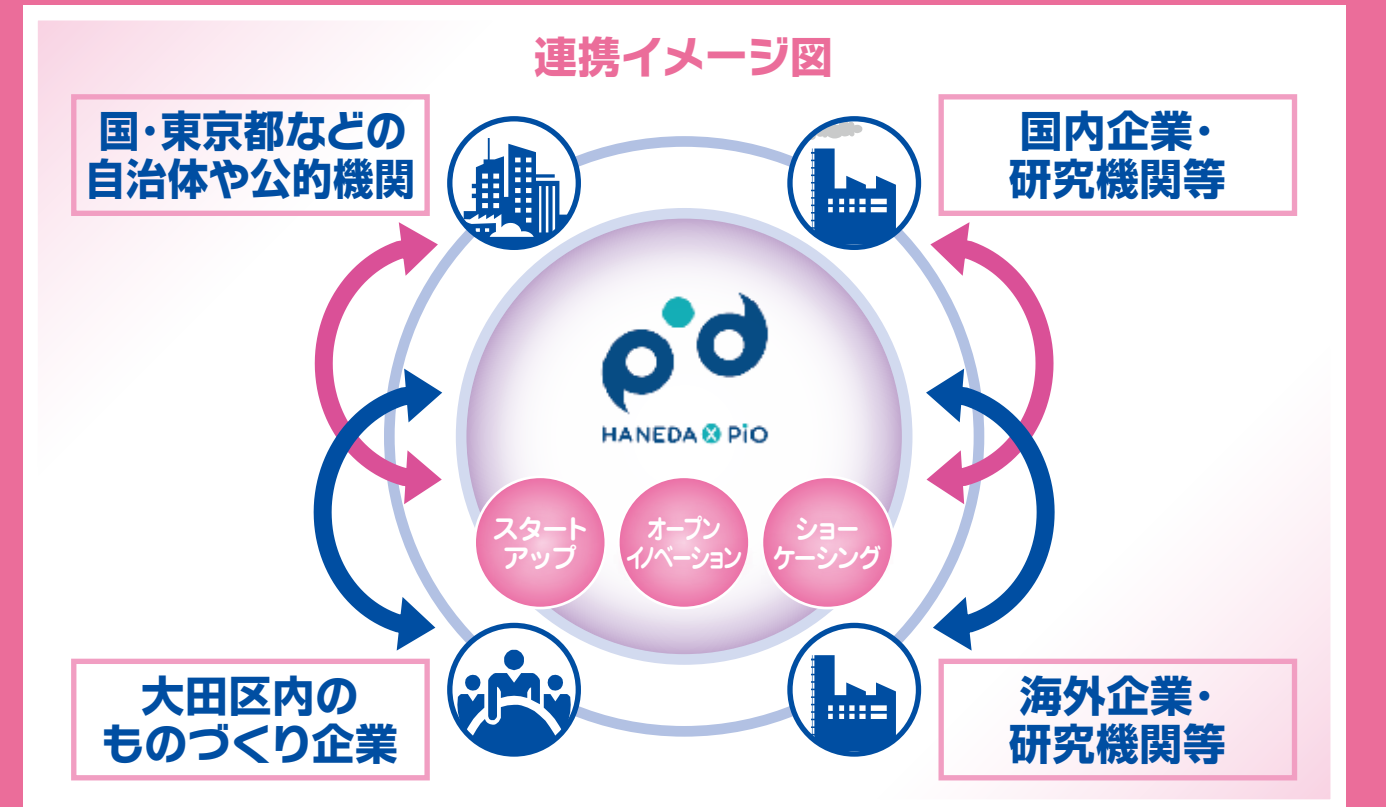 連携イメージ図
国・東京都などの
自治体や公的機関
国内企業・
研究機関等
pio
HANEDA X PiO
スタート
アップ
オープン
イノベーション
ショー
ケーシング
大田区内の
ものづくり企業
海外企業・
研究機関等